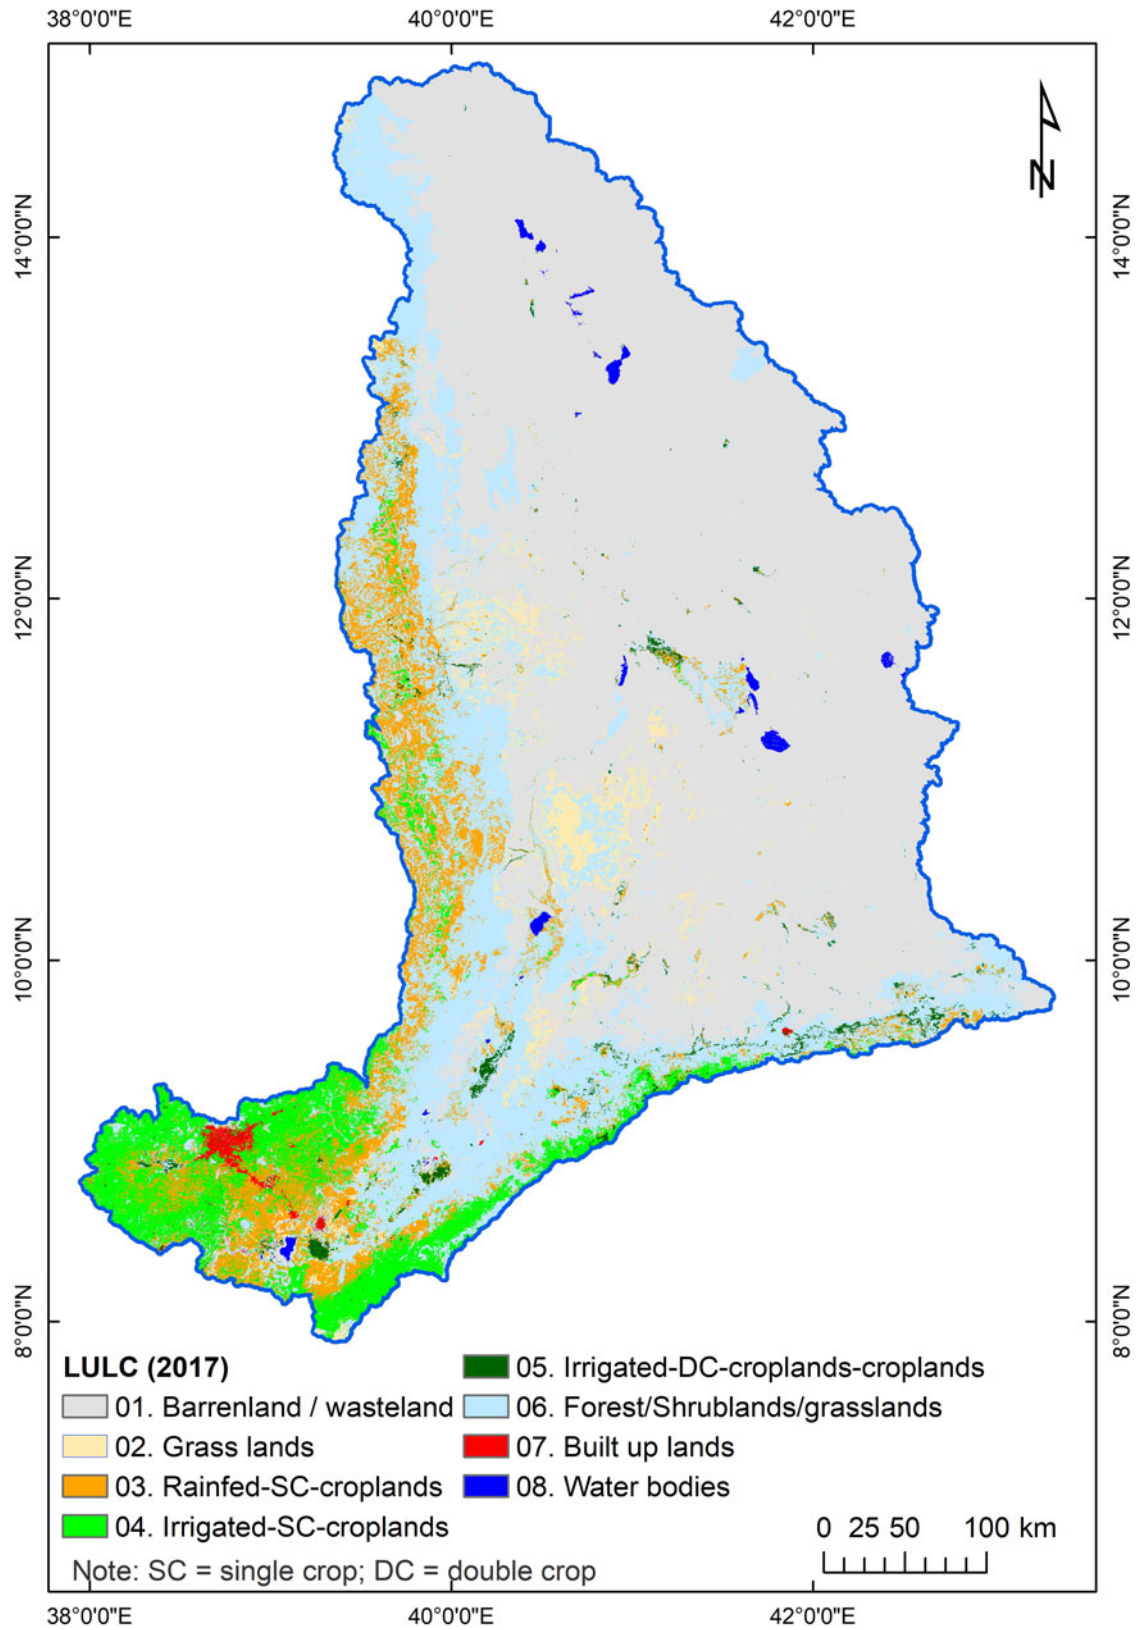 38°0'0"E 40°0'0"E 42°0'0"E
N
14°0'0"N 14°0'0"N
12°0'0"N 12°0'0"N
10°0'0"N 10°0'0"N
8°0'0"N 8°0'0"N
LULC (2017)
01. Barrenland / wasteland
02. Grass lands
03. Rainfed-SC-croplands
04. Irrigated-SC-croplands
05. Irrigated-DC-croplands-croplands
06. Forest/Shrublands/grasslands
07. Built up lands
08. Water bodies
0 25 50 100 km
Note: SC = single crop; DC = double crop
38°0'0"E 40°0'0"E 42°0'0"E